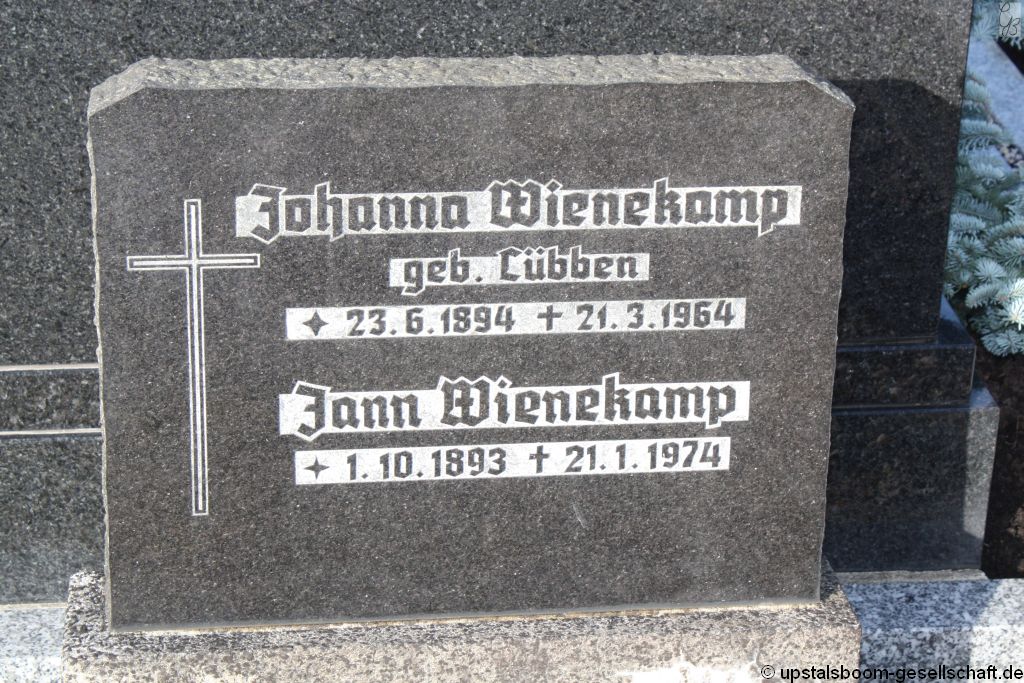 Johanna Wienekamp
geb. Lübben
✦ 23.6.1894 ✝ 21.3.1964
Jann Wienekamp
✦ 1.10.1893 ✝ 21.1.1974
© upstalsboom-gesellschaft.de